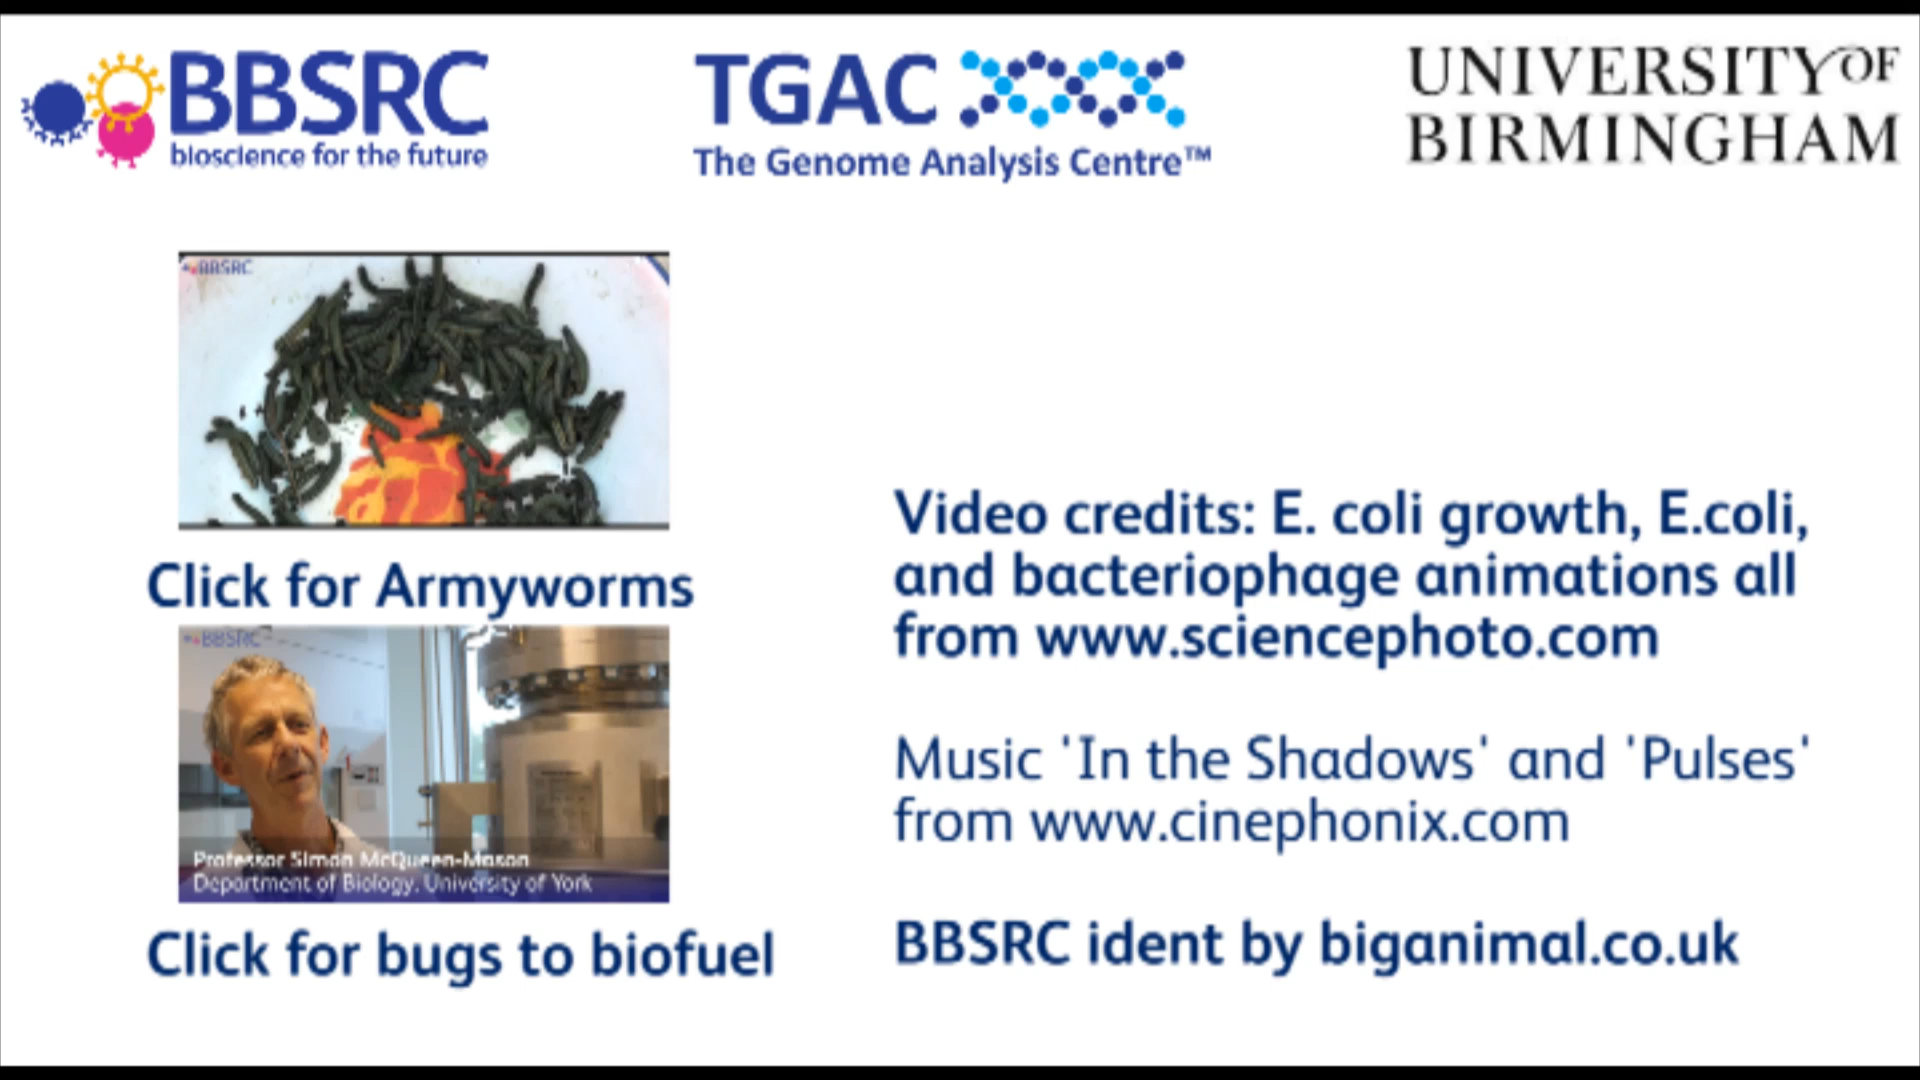 BBSRC
bioscience for the future
TGAC
The Genome Analysis Centre™
UNIVERSITY OF
BIRMINGHAM
BBSRC
Click for Armyworms
BBSRC
Professor Simon McQueen-Mason
Department of Biology, University of York
Click for bugs to biofuel
Video credits: E. coli growth, E.coli,
and bacteriophage animations all
from www.sciencephoto.com
Music 'In the Shadows' and 'Pulses'
from www.cinephonix.com
BBSRC ident by biganimal.co.uk